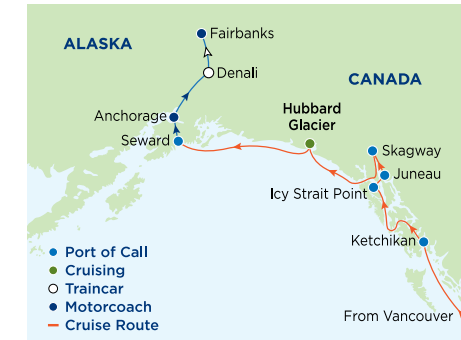 ALASKA
Fairbanks
Denali
CANADA
Anchorage
Hubbard
Glacier
Seward
Skagway
Juneau
Icy Strait Point
Ketchikan
Port of Call
Cruising
Traincar
Motorcoach
Cruise Route
From Vancouver